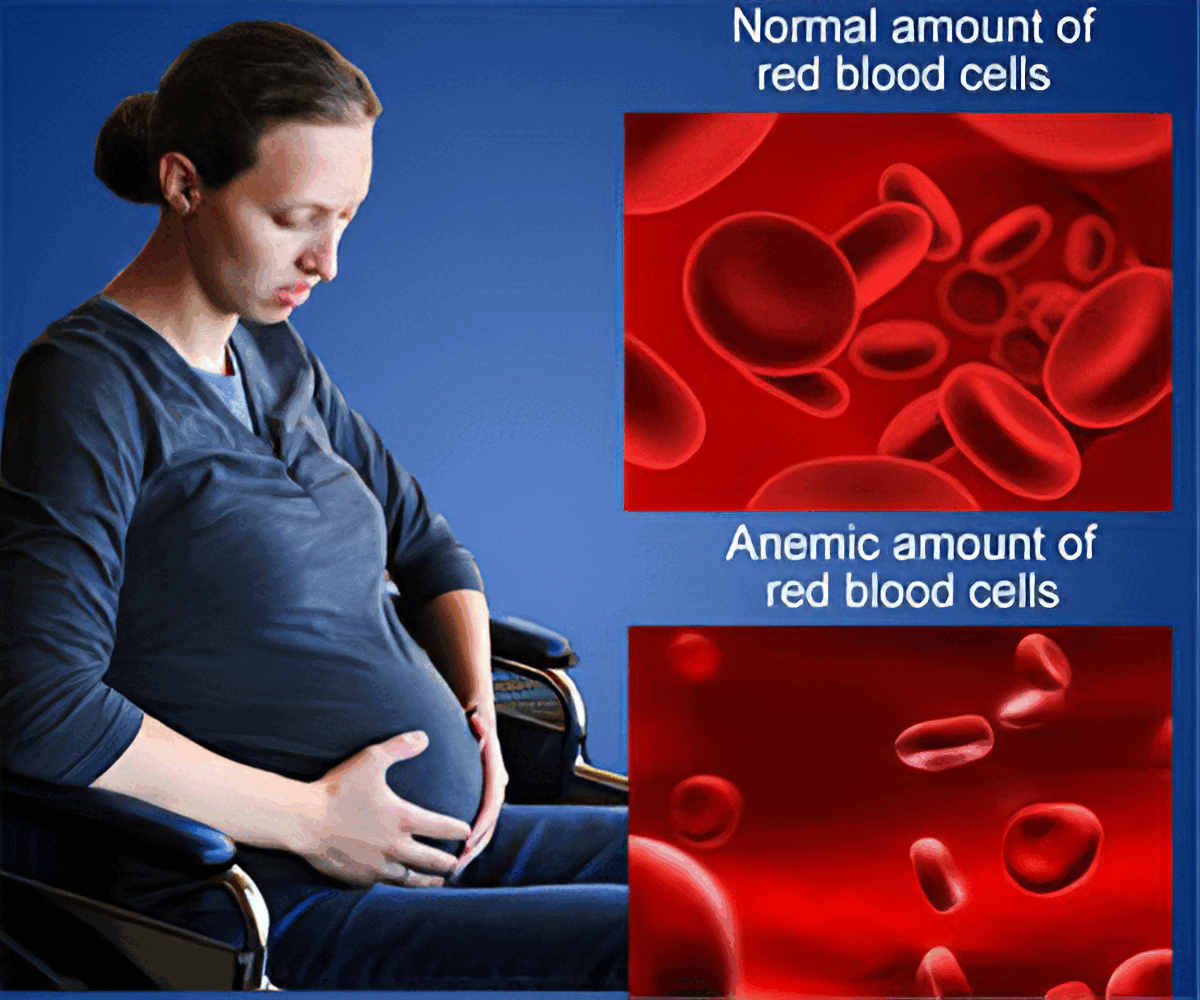 Normal amount of
red blood cells
Anemic amount of
red blood cells